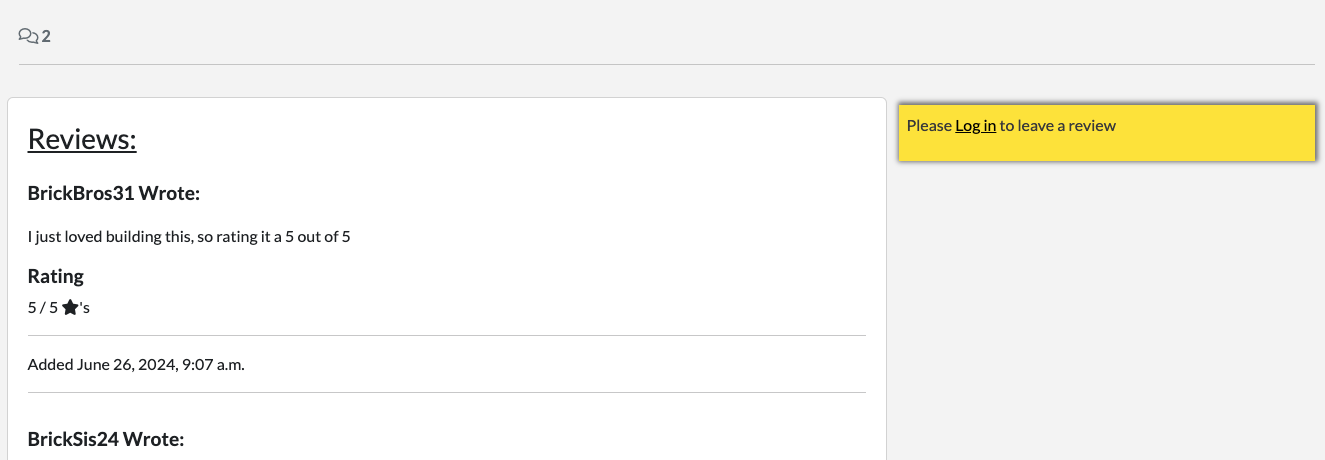 2
Reviews:
Please Log in to leave a review
BrickBros31 Wrote:
I just loved building this, so rating it a 5 out of 5
Rating
5 / 5 ★'s
Added June 26, 2024, 9:07 a.m.
BrickSis24 Wrote: